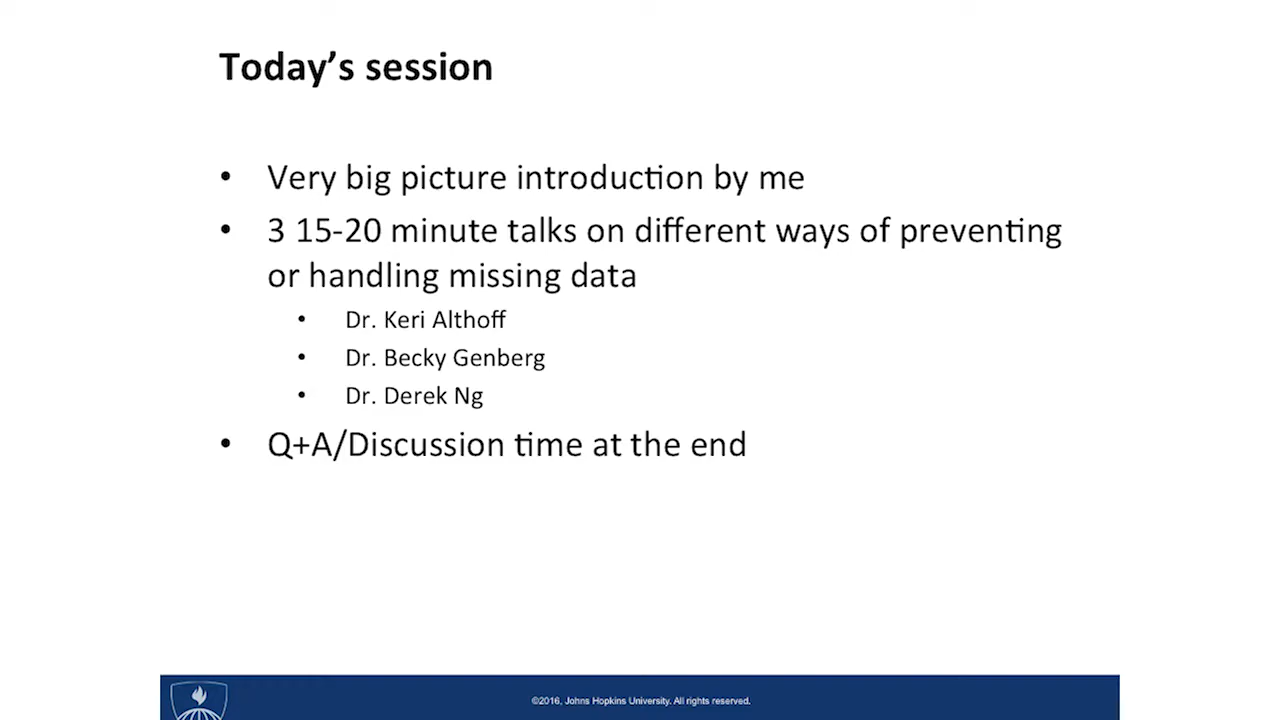 Today’s session
• Very big picture introduction by me
• 3 15-20 minute talks on different ways of preventing
or handling missing data
• Dr. Keri Althoff
• Dr. Becky Genberg
• Dr. Derek Ng
• Q+A/Discussion time at the end
©2016, Johns Hopkins University. All rights reserved.